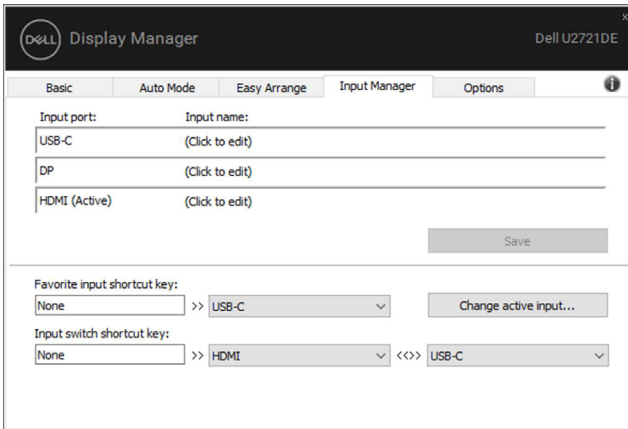 DELL Display Manager
Dell U2721DE
x
Basic Auto Mode Easy Arrange Input Manager Options i
Input port: Input name:
USB-C (Click to edit)
DP (Click to edit)
HDMI (Active) (Click to edit)
Save
Favorite input shortcut key:
None >> USB-C Change active input...
Input switch shortcut key:
None >> HDMI <<>> USB-C